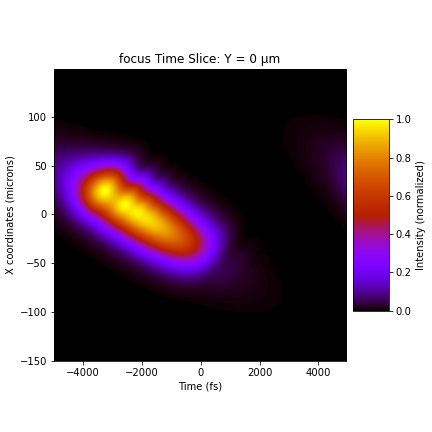 focus Time Slice: Y = 0 μm
X coordinates (microns)
100
50
0
−50
−100
−150
−4000 −2000 0 2000 4000
Time (fs)
1.0
0.8
0.6
0.4
0.2
0.0
Intensity (normalized)